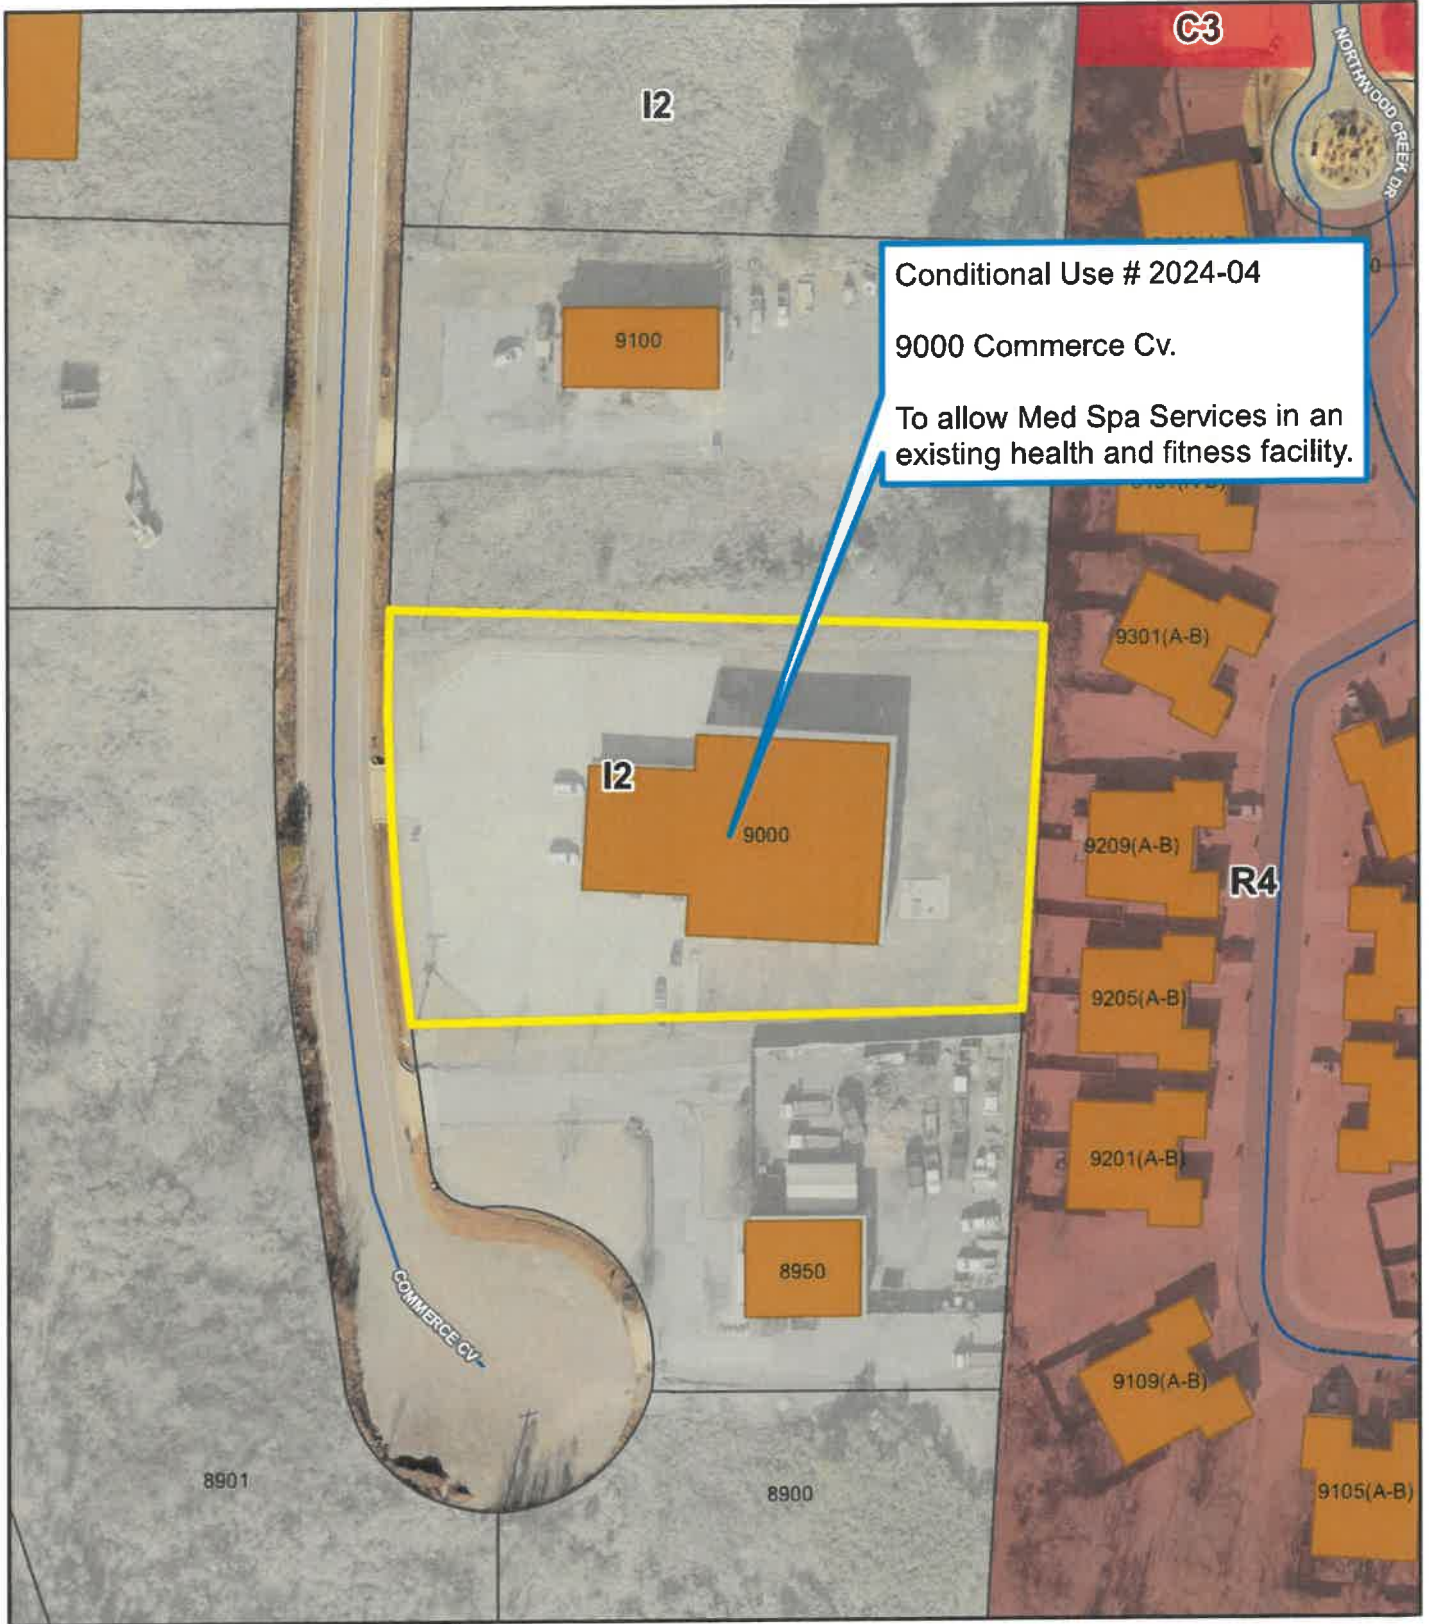 C3
NORTHWOOD CREEK DR
I2
Conditional Use # 2024-04
9000 Commerce Cv.
To allow Med Spa Services in an
existing health and fitness facility.
9100
9301(A-B)
I2
9000
9209(A-B)
R4
9205(A-B)
9201(A-B)
8950
COMMERCE CV
9109(A-B)
8901
8900
9105(A-B)